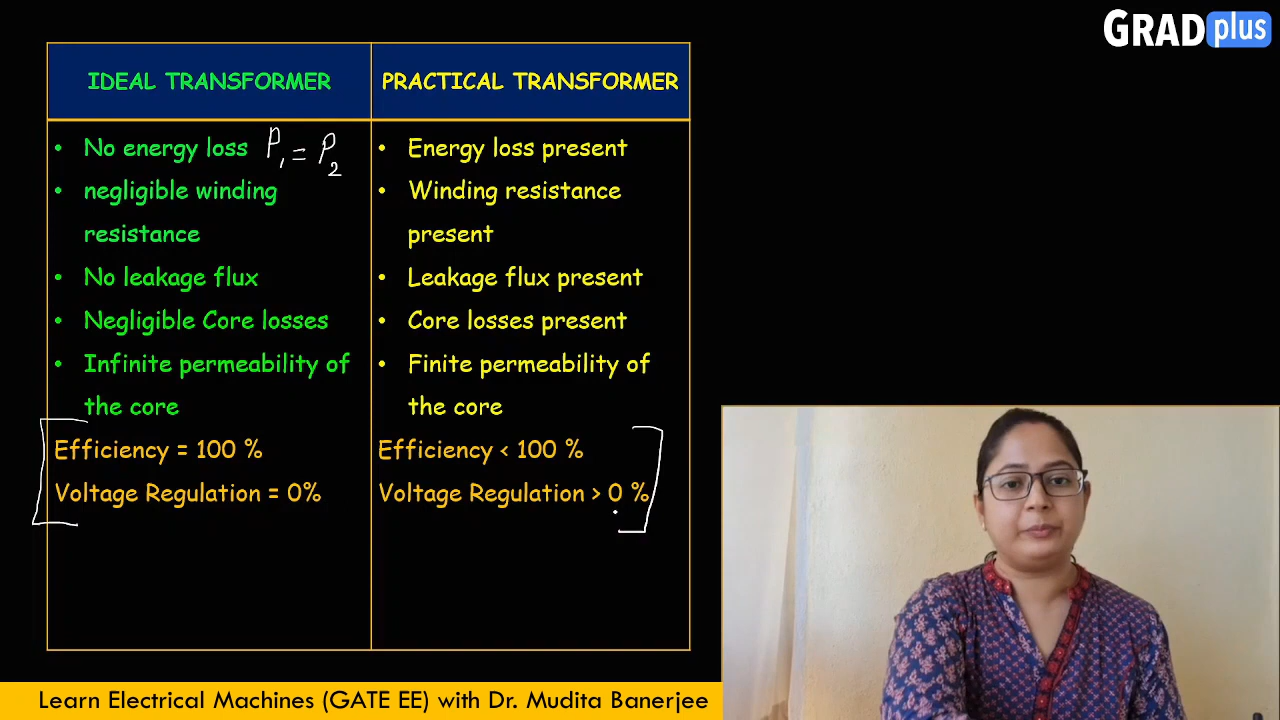 GRADplus
IDEAL TRANSFORMER
PRACTICAL TRANSFORMER
• No energy loss P₁ = P₂
• negligible winding
resistance
• No leakage flux
• Negligible Core losses
• Infinite permeability of
the core
Efficiency = 100 %
Voltage Regulation = 0%
• Energy loss present
• Winding resistance
present
• Leakage flux present
• Core losses present
• Finite permeability of
the core
Efficiency < 100 %
Voltage Regulation > 0 %
Learn Electrical Machines (GATE EE) with Dr. Mudita Banerjee